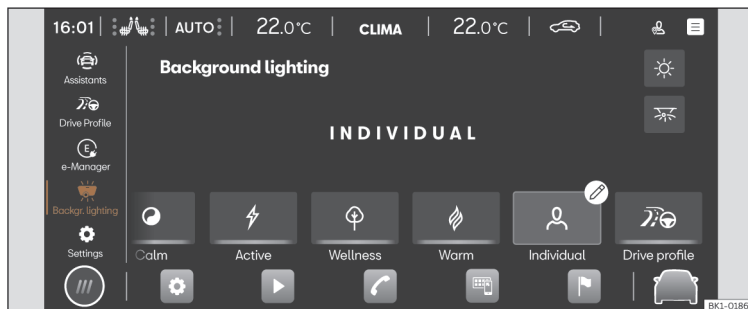 16:01 AUTO 22.0°C CLIMA 22.0°C
Assistants
Background lighting
Drive Profile
INDIVIDUAL
E
e-Manager
Backgr. lighting
Settings
Calm Active Wellness Warm Individual Drive profile
BK1-0186